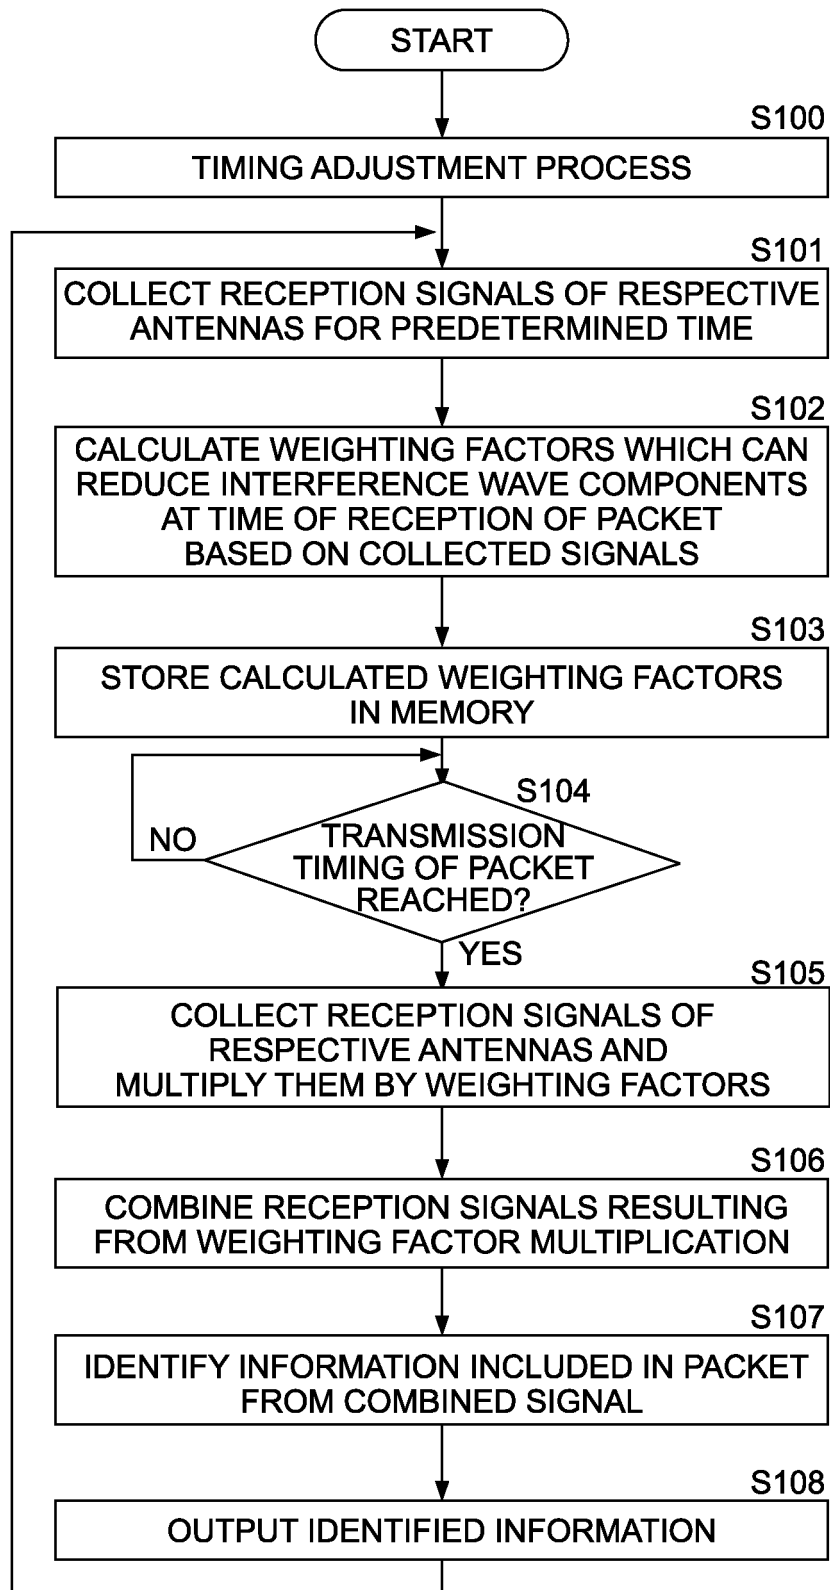 START
S100
TIMING ADJUSTMENT PROCESS
S101
COLLECT RECEPTION SIGNALS OF RESPECTIVE
ANTENNAS FOR PREDETERMINED TIME
S102
CALCULATE WEIGHTING FACTORS WHICH CAN
REDUCE INTERFERENCE WAVE COMPONENTS
AT TIME OF RECEPTION OF PACKET
BASED ON COLLECTED SIGNALS
S103
STORE CALCULATED WEIGHTING FACTORS
IN MEMORY
S104
NO
TRANSMISSION
TIMING OF PACKET
REACHED?
YES
S105
COLLECT RECEPTION SIGNALS OF
RESPECTIVE ANTENNAS AND
MULTIPLY THEM BY WEIGHTING FACTORS
S106
COMBINE RECEPTION SIGNALS RESULTING
FROM WEIGHTING FACTOR MULTIPLICATION
S107
IDENTIFY INFORMATION INCLUDED IN PACKET
FROM COMBINED SIGNAL
S108
OUTPUT IDENTIFIED INFORMATION